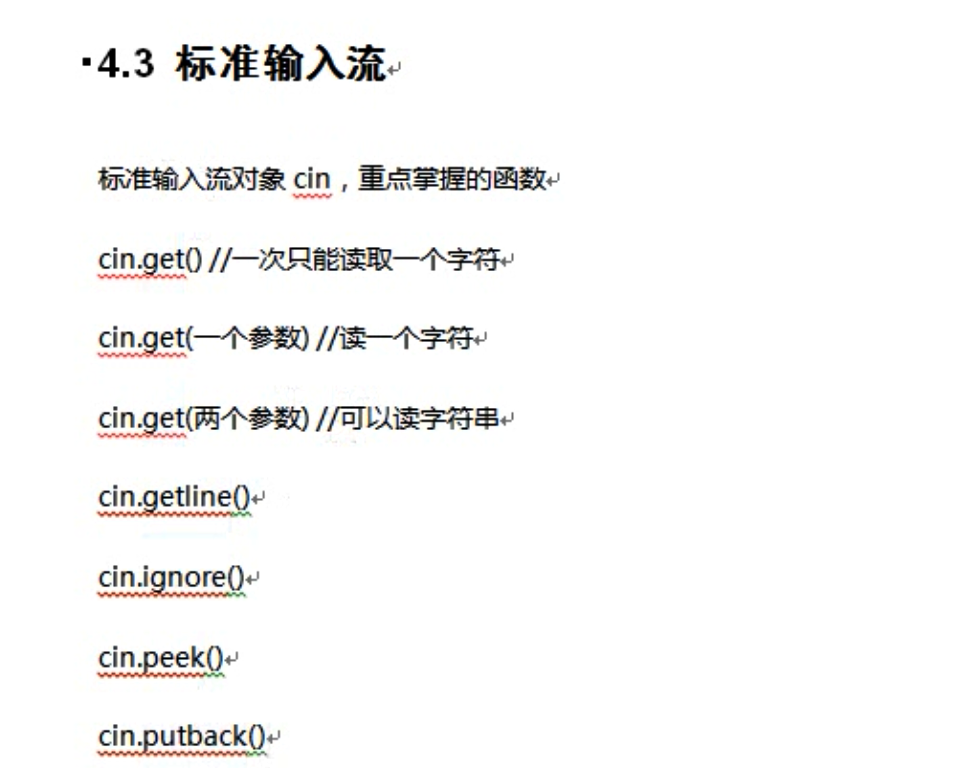 4.3 标准输入流
标准输入流对象 cin，重点掌握的函数
cin.get() //一次只能读取一个字符
cin.get(一个参数) //读一个字符
cin.get(两个参数) //可以读字符串
cin.getline()
cin.ignore()
cin.peek()
cin.putback()